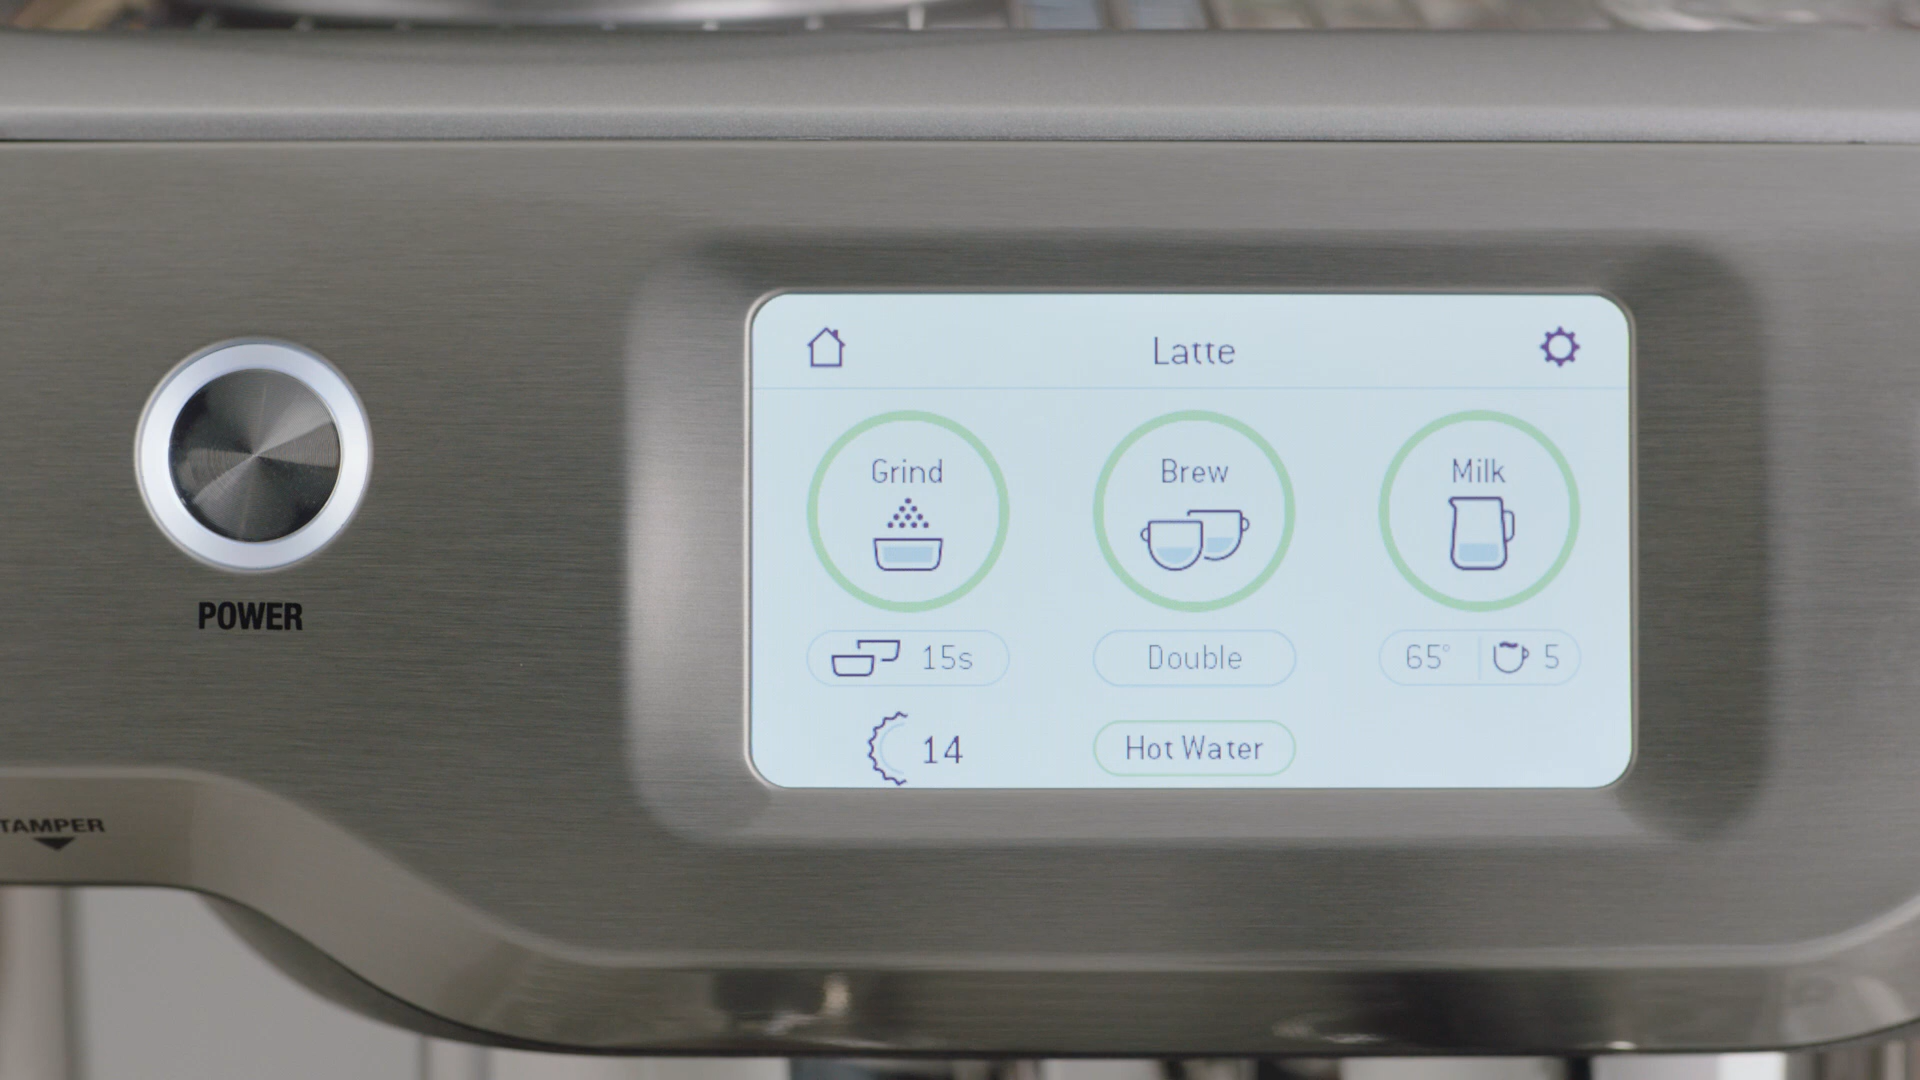 Latte
Grind
Brew
Milk
15s
Double
65° 5
14
Hot Water
POWER
TAMPER